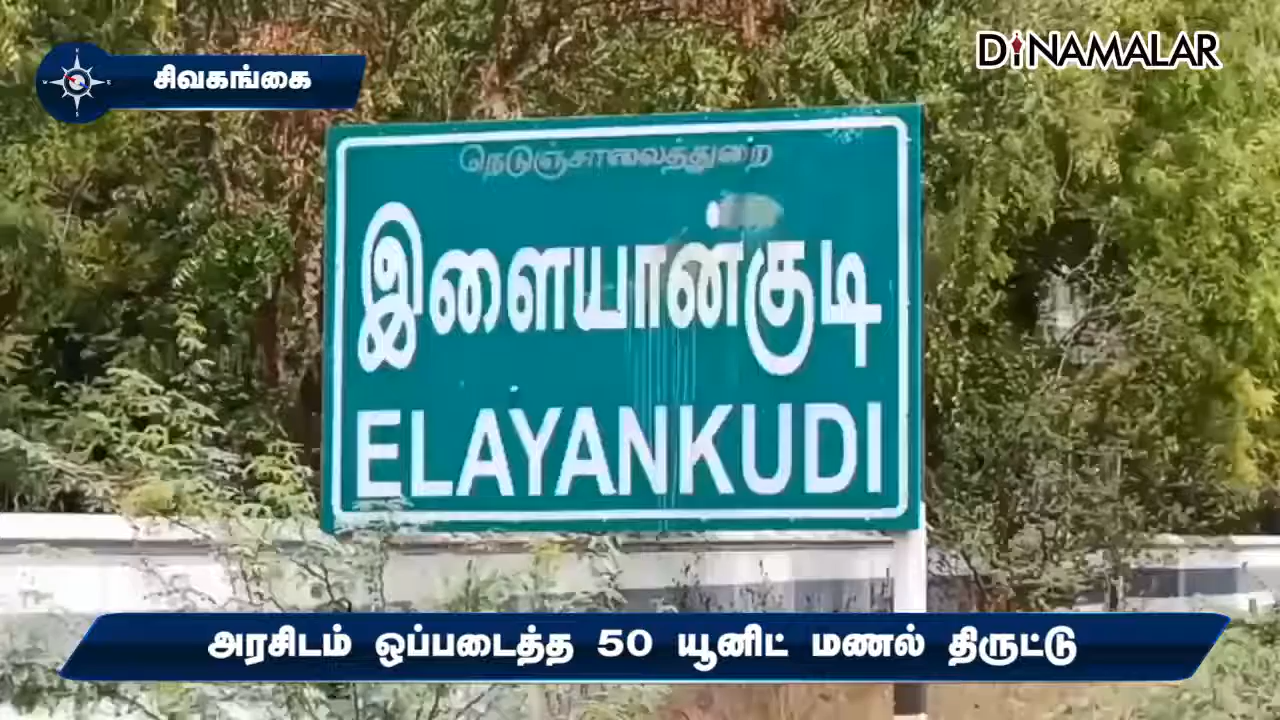 சிவகங்கை
DINAMALAR
நெடுஞ்சாலைத்துறை
இளையான்குடி
ELAYANKUDI
அரசிடம் ஒப்படைத்த 50 யூனிட் மணல் திருட்டு